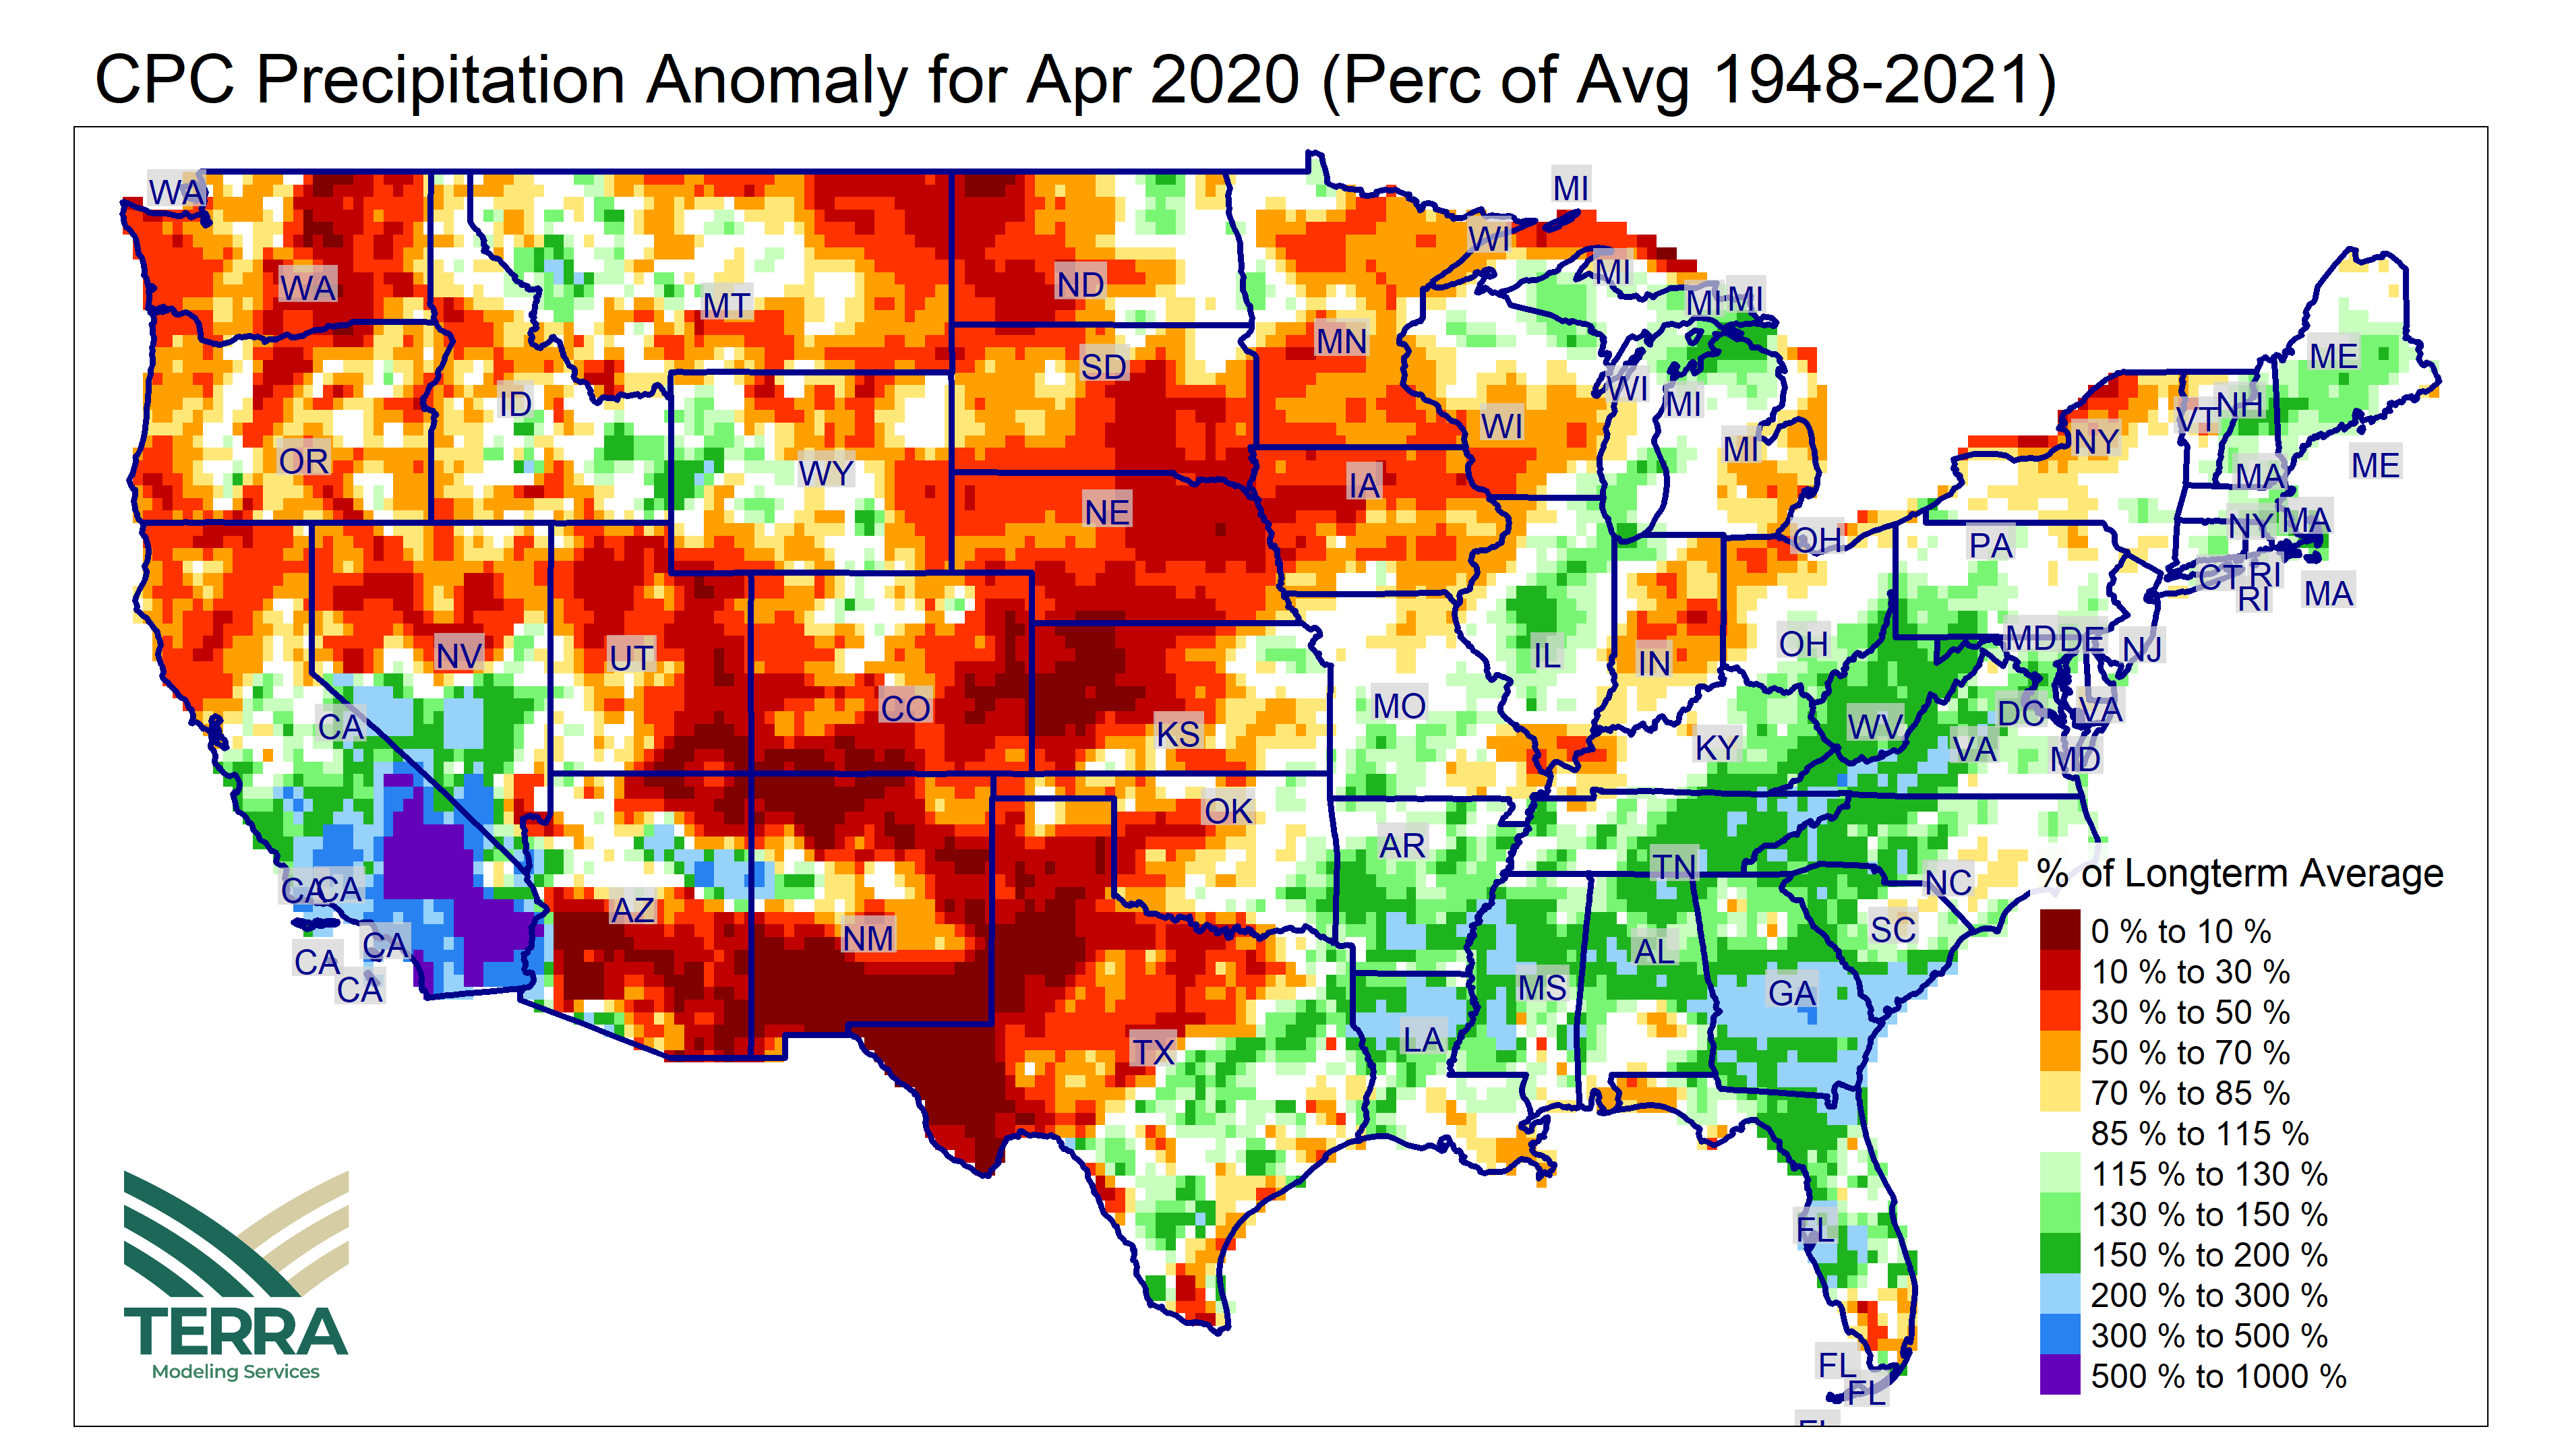 CPC Precipitation Anomaly for Apr 2020 (Perc of Avg 1948-2021)
WA
MI
WI
WA
MI
ND
MT
MI
MI
MN
SD
ME
WI
MI
ID
VT
NH
WI
NY
MI
OR
WY
ME
MA
IA
NE
NY
MA
OH
PA
CT
RI
MA
RI
MD
DE
OH
NJ
IL
NV
UT
IN
MO
CO
VA
DC
CA
WV
KS
KY
VA
MD
OK
AR
TN
% of Longterm Average
NC
CA
CA
AZ
SC
0 % to 10 %
NM
CA
AL
CA
10 % to 30 %
CA
MS
GA
30 % to 50 %
LA
TX
50 % to 70 %
70 % to 85 %
85 % to 115 %
115 % to 130 %
130 % to 150 %
FL
150 % to 200 %
200 % to 300 %
TERRA
300 % to 500 %
Modeling Services
FL
500 % to 1000 %
FL